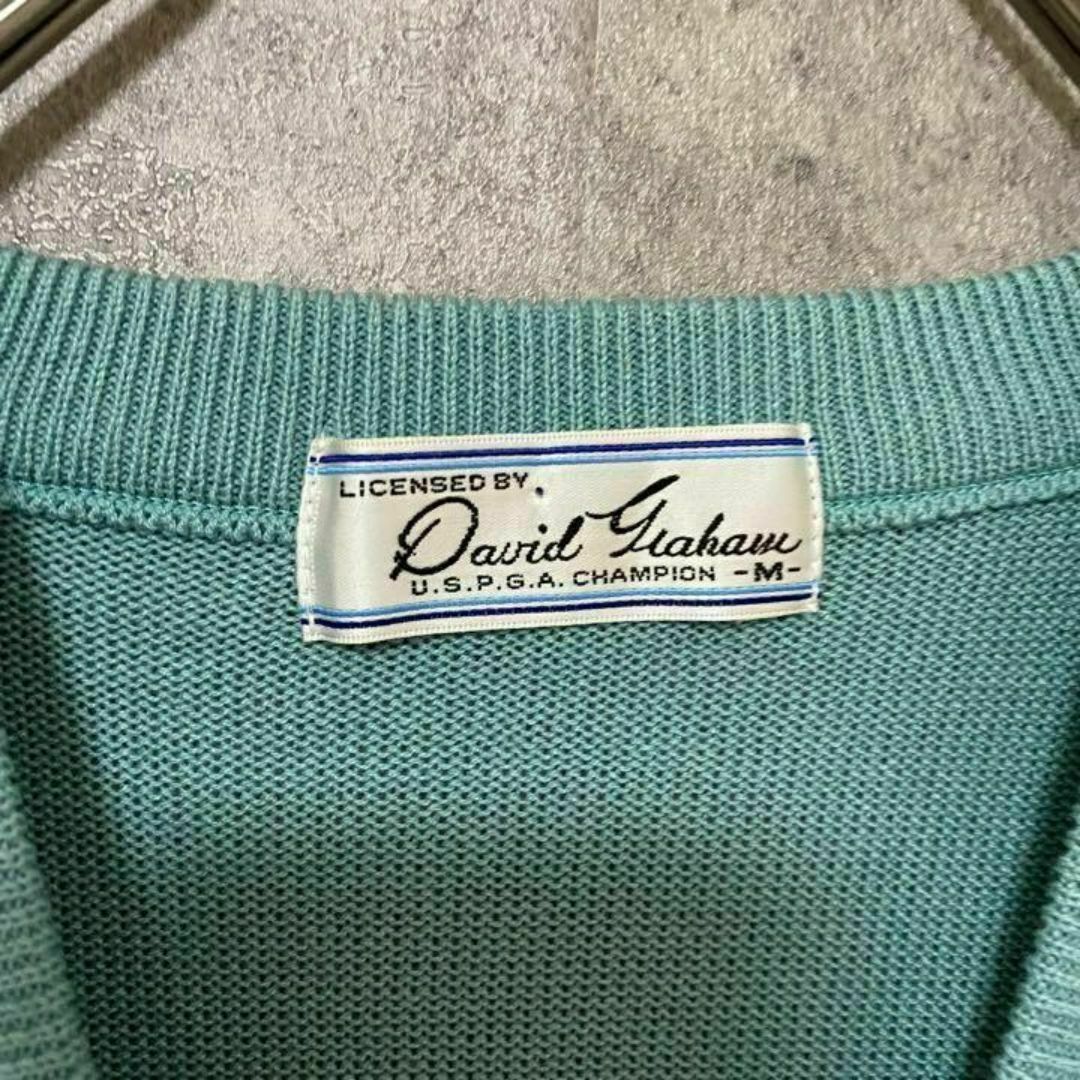 LICENSED BY
David Graham
U.S.P.G.A. CHAMPION -M-